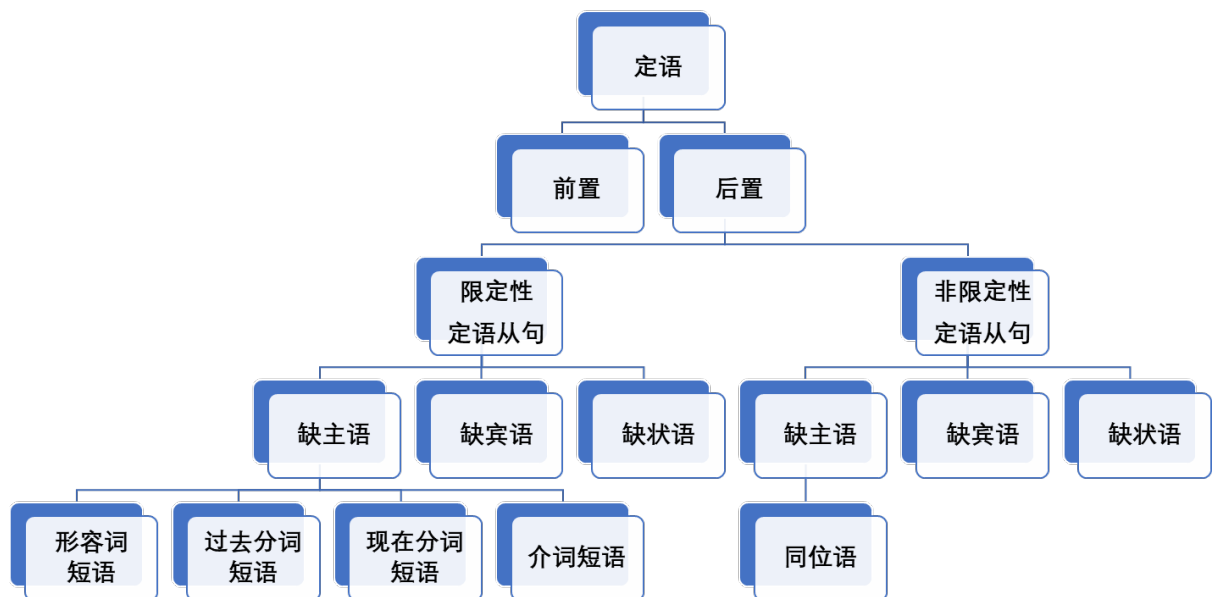 定语
前置
后置
限定性
定语从句
非限定性
定语从句
缺主语
缺宾语
缺状语
缺主语
缺宾语
缺状语
形容词
短语
过去分词
短语
现在分词
短语
介词短语
同位语